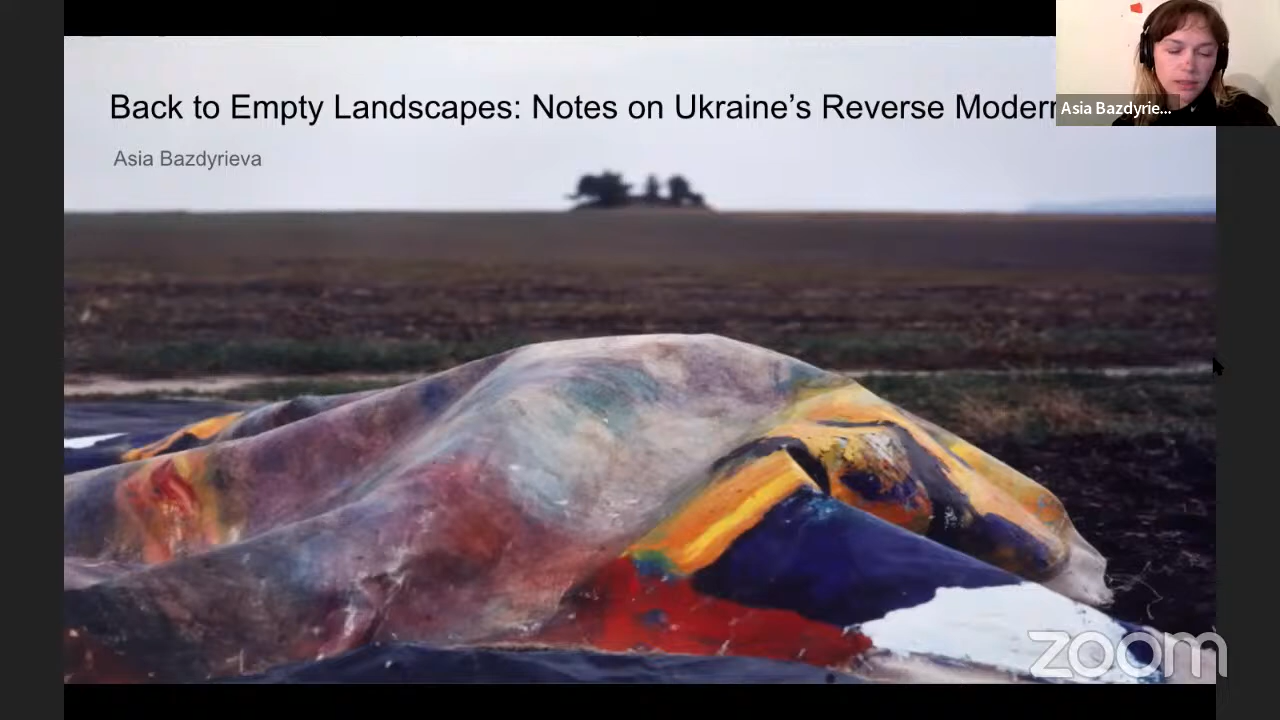 Back to Empty Landscapes: Notes on Ukraine’s Reverse Modern
Asia Bazdyrieva
Asia Bazdyrie...
zoom